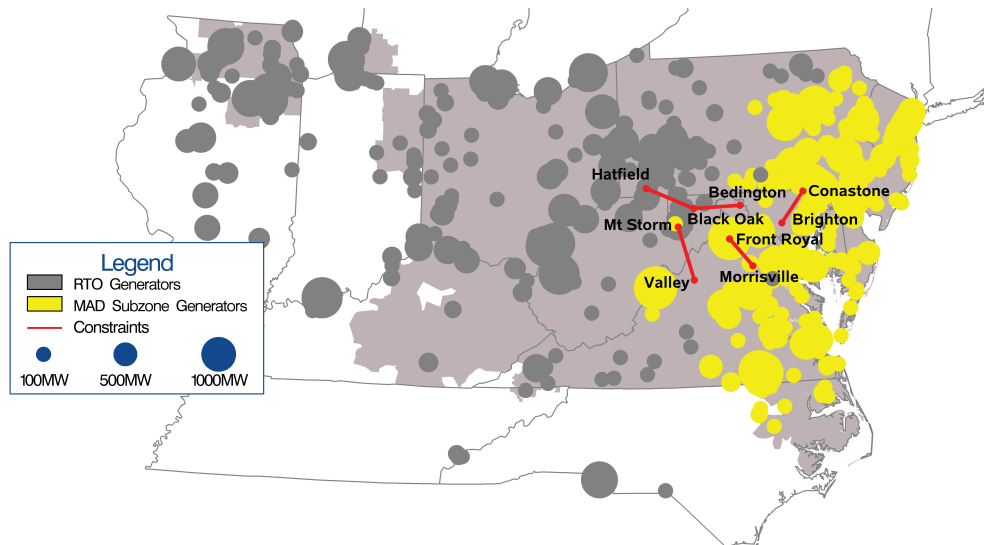 Hatfield
Bedington
Conastone
Black Oak
Brighton
Mt Storm
Front Royal
Valley
Morrisville
Legend
RTO Generators
MAD Subzone Generators
Constraints
100MW
500MW
1000MW